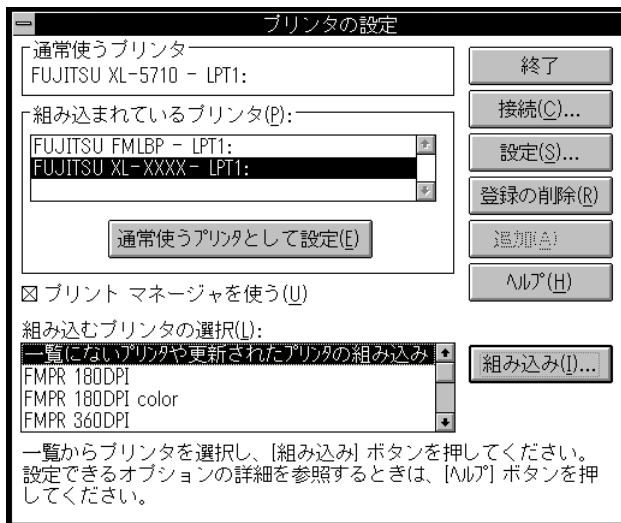 プリンタの設定
通常使うプリンタ
FUJITSU XL-5710 - LPT1:
組み込まれているプリンタ(P):
FUJITSU FMLBP - LPT1:
FUJITSU XL-XXXX - LPT1:
通常使うプリンタとして設定(E)
プリント マネージャを使う(U)
組み込むプリンタの選択(L):
一覧にないプリンタや更新されたプリンタの組み込み
FMPR 180DPI
FMPR 180DPI color
FMPR 360DPI
終了
接続(C)...
設定(S)...
登録の削除(R)
追加(A)
ヘルプ(H)
組み込み(I)...
一覧からプリンタを選択し、[組み込み] ボタンを押してください。
設定できるオプションの詳細を参照するときは、[ヘルプ] ボタンを押
してください。